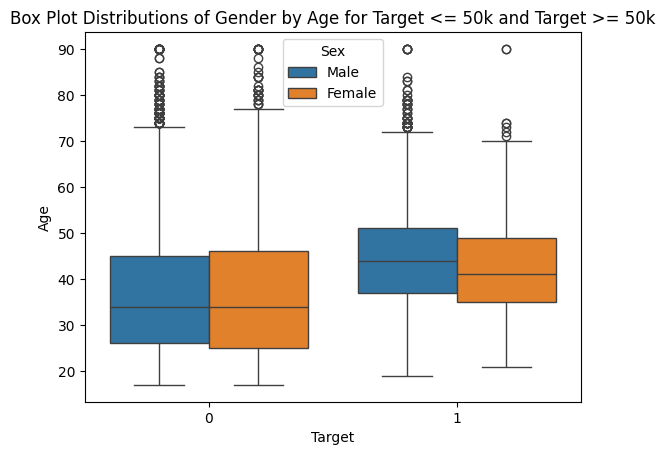 Box Plot Distributions of Gender by Age for Target <= 50k and Target >= 50k
Sex
Male
Female
90
80
70
60
50
40
30
20
Age
0
1
Target